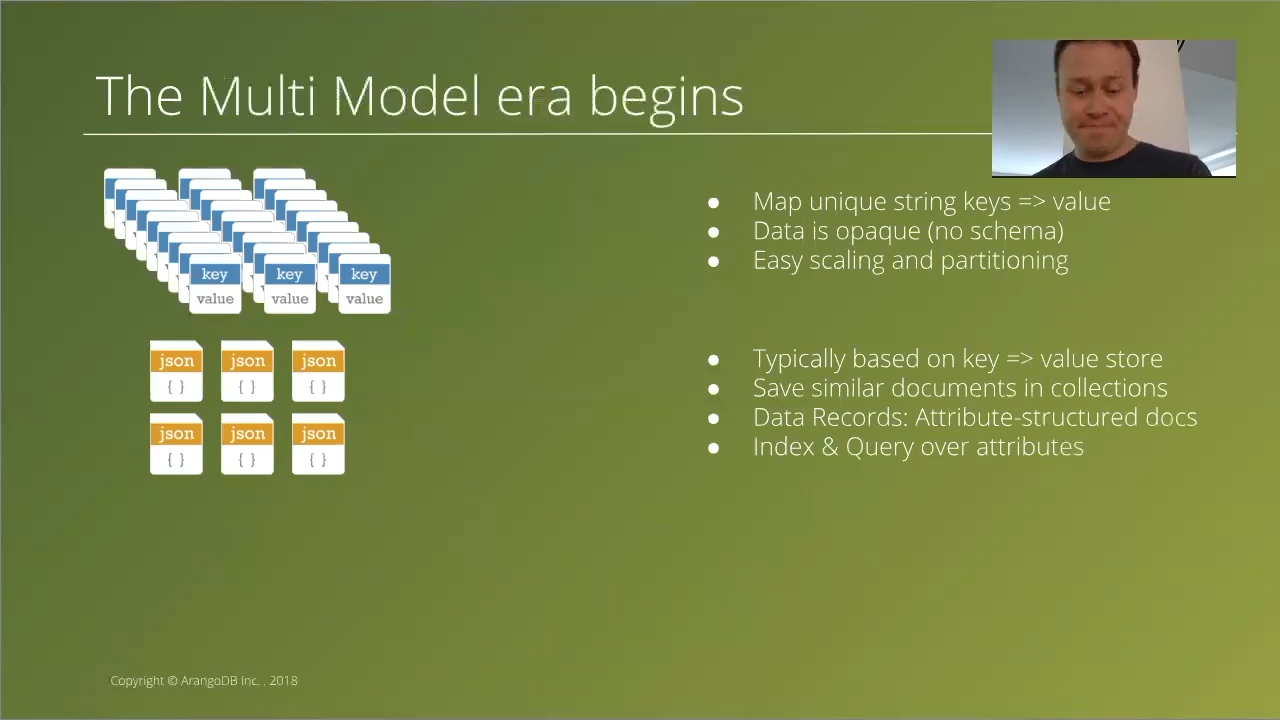 The Multi Model era begins
● Map unique string keys => value
● Data is opaque (no schema)
● Easy scaling and partitioning
key key key
value value value
● Typically based on key => value store
● Save similar documents in collections
● Data Records: Attribute-structured docs
● Index & Query over attributes
json json json
{ } { } { }
json json json
{ } { } { }
Copyright © ArangoDB Inc. , 2018